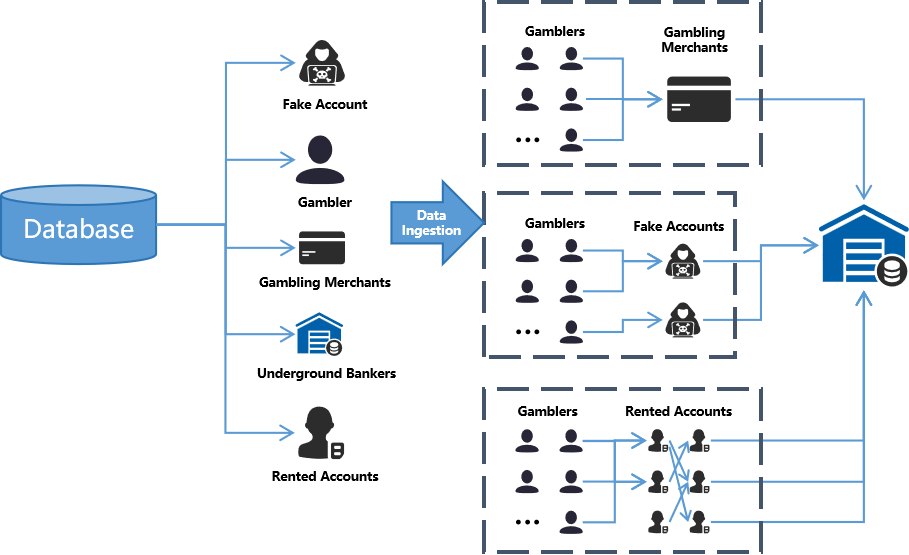 Database
Fake Account
Gambler
Gambling Merchants
Underground Bankers
Rented Accounts
Data
Ingestion
Gamblers
Gambling
Merchants
...
Gamblers
Fake Accounts
...
Gamblers
Rented Accounts
...